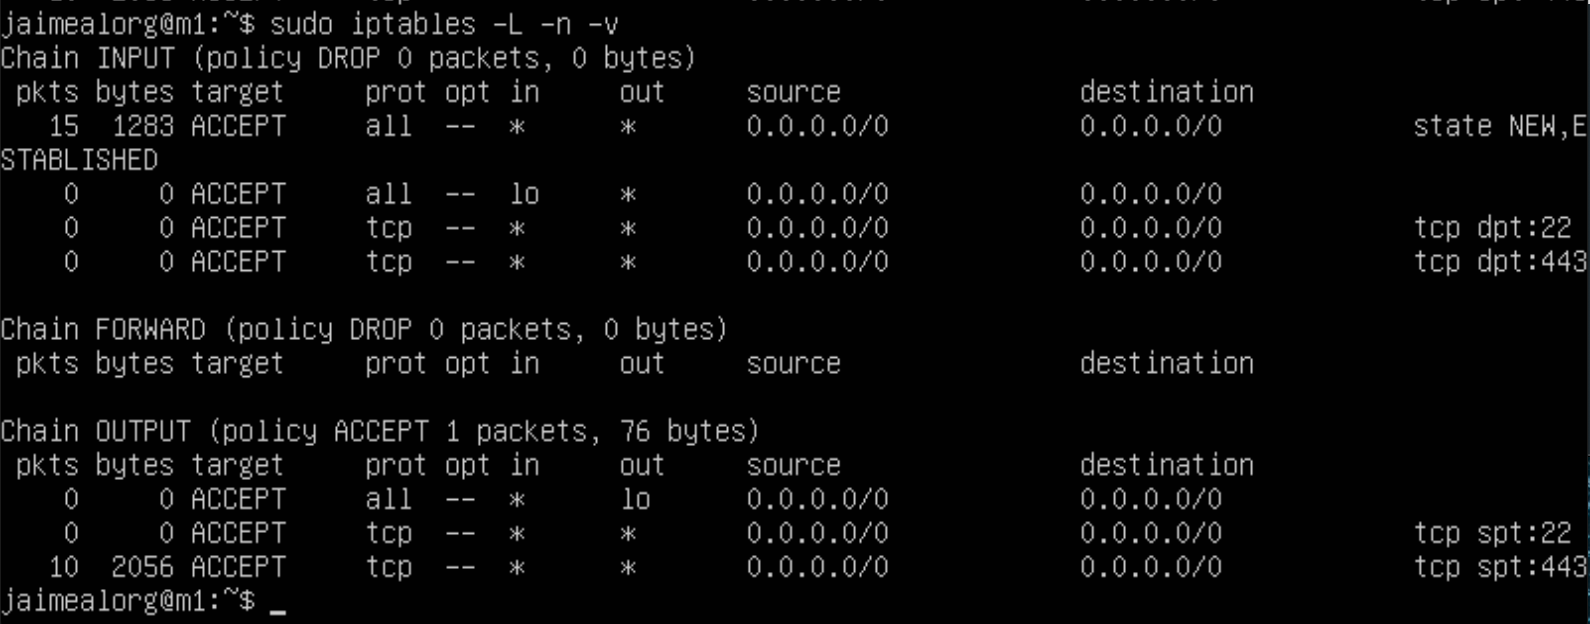 jaimealorg@m1:~$ sudo iptables -L -n -v
Chain INPUT (policy DROP 0 packets, 0 bytes)
 pkts bytes target     prot opt in     out     source               destination
   15  1283 ACCEPT     all  --  *      *       0.0.0.0/0            0.0.0.0/0            state NEW,E
STABLISHED
    0     0 ACCEPT     all  --  lo     *       0.0.0.0/0            0.0.0.0/0
    0     0 ACCEPT     tcp  --  *      *       0.0.0.0/0            0.0.0.0/0            tcp dpt:22
    0     0 ACCEPT     tcp  --  *      *       0.0.0.0/0            0.0.0.0/0            tcp dpt:443

Chain FORWARD (policy DROP 0 packets, 0 bytes)
 pkts bytes target     prot opt in     out     source               destination

Chain OUTPUT (policy ACCEPT 1 packets, 76 bytes)
 pkts bytes target     prot opt in     out     source               destination
    0     0 ACCEPT     all  --  *      lo      0.0.0.0/0            0.0.0.0/0
    0     0 ACCEPT     tcp  --  *      *       0.0.0.0/0            0.0.0.0/0            tcp spt:22
   10  2056 ACCEPT     tcp  --  *      *       0.0.0.0/0            0.0.0.0/0            tcp spt:443
jaimealorg@m1:~$ _